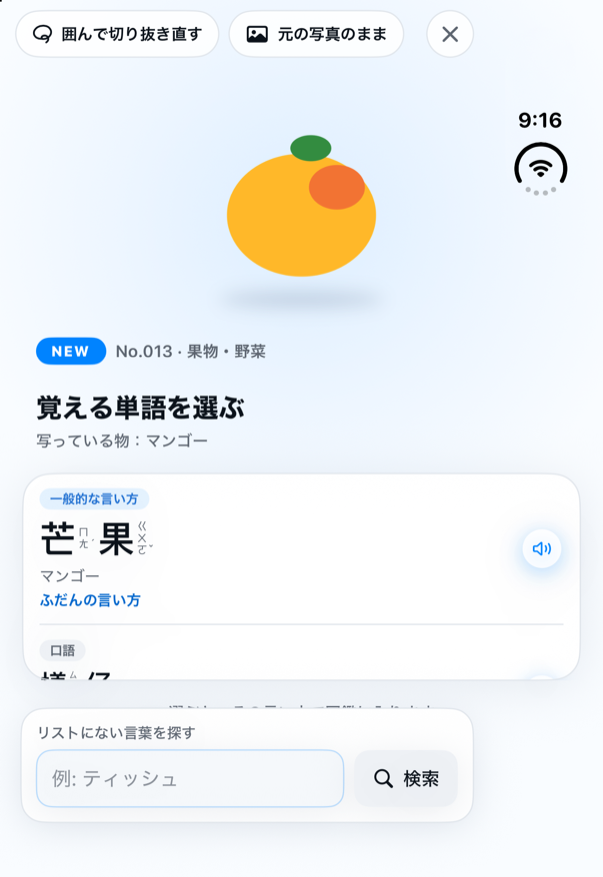 囲んで切り抜き直す
元の写真のまま
9:16
NEW No.013・果物・野菜
覚える単語を選ぶ
写っている物：マンゴー
一般的な言い方
芒ㄇㄤˊ果ㄍㄨㄛˇ
マンゴー
ふだんの言い方
口語
リストにない言葉を探す
例: ティッシュ
検索